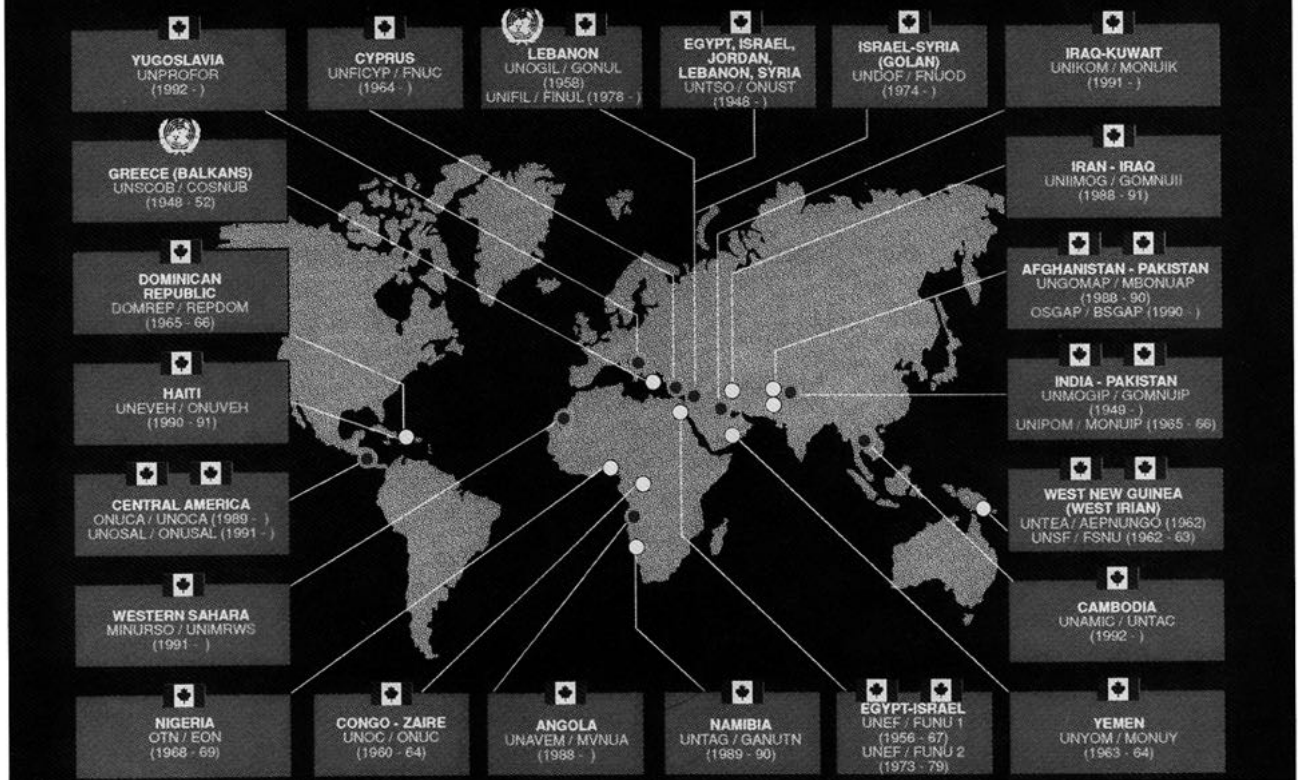 YUGOSLAVIA
UNPROFOR
(1992 - )
CYPRUS
UNFICYP / FNUC
(1964 - )
LEBANON
UNOGIL / GONUL
(1958)
UNIFIL / FINUL (1978 - )
EGYPT, ISRAEL,
JORDAN,
LEBANON, SYRIA
UNTSO / ONUST
(1948 - )
ISRAEL-SYRIA
(GOLAN)
UNDOF / FNUOD
(1974 - )
IRAQ-KUWAIT
UNIKOM / MONUIK
(1991 - )
GREECE (BALKANS)
UNSCOB / COSNUB
(1948 - 52)
IRAN - IRAQ
UNIIMOG / GOMNUII
(1988 - 91)
DOMINICAN
REPUBLIC
DOMREP / REPDOM
(1965 - 66)
AFGHANISTAN - PAKISTAN
UNGOMAP / MBONUAP
(1988 - 90)
OSGAP / BSGAP (1990 - )
HAITI
UNEVEH / ONUVEH
(1990 - 91)
INDIA - PAKISTAN
UNMOGIP / GOMNUIP
(1949 - )
UNIPOM / MONUIP (1965 - 66)
CENTRAL AMERICA
ONUCA / UNOCA (1989 - )
UNOSAL / ONUSAL (1991 - )
WEST NEW GUINEA
(WEST IRIAN)
UNTEA / AEPNUNGO (1962)
UNSF / FSNU (1962 - 63)
WESTERN SAHARA
MINURSO / UNIMRWS
(1991 - )
CAMBODIA
UNAMIC / UNTAC
(1992 - )
NIGERIA
OTN / EON
(1968 - 69)
CONGO - ZAIRE
UNOC / ONUC
(1960 - 64)
ANGOLA
UNAVEM / MVNUA
(1988 - )
NAMIBIA
UNTAG / GANUTN
(1989 - 90)
EGYPT-ISRAEL
UNEF / FUNU 1
(1956 - 67)
UNEF / FUNU 2
(1973 - 79)
YEMEN
UNYOM / MONUY
(1963 - 64)